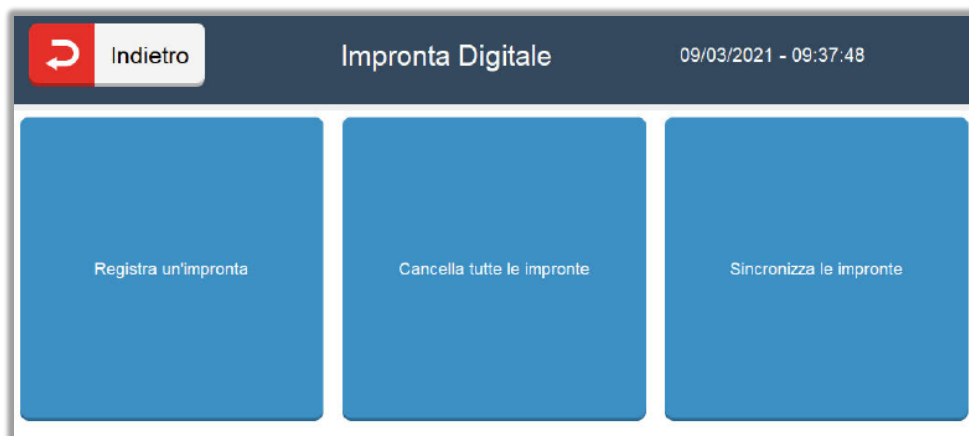 Indietro
Impronta Digitale
09/03/2021 - 09:37:48
Registra un'impronta
Cancella tutte le impronte
Sincronizza le impronte